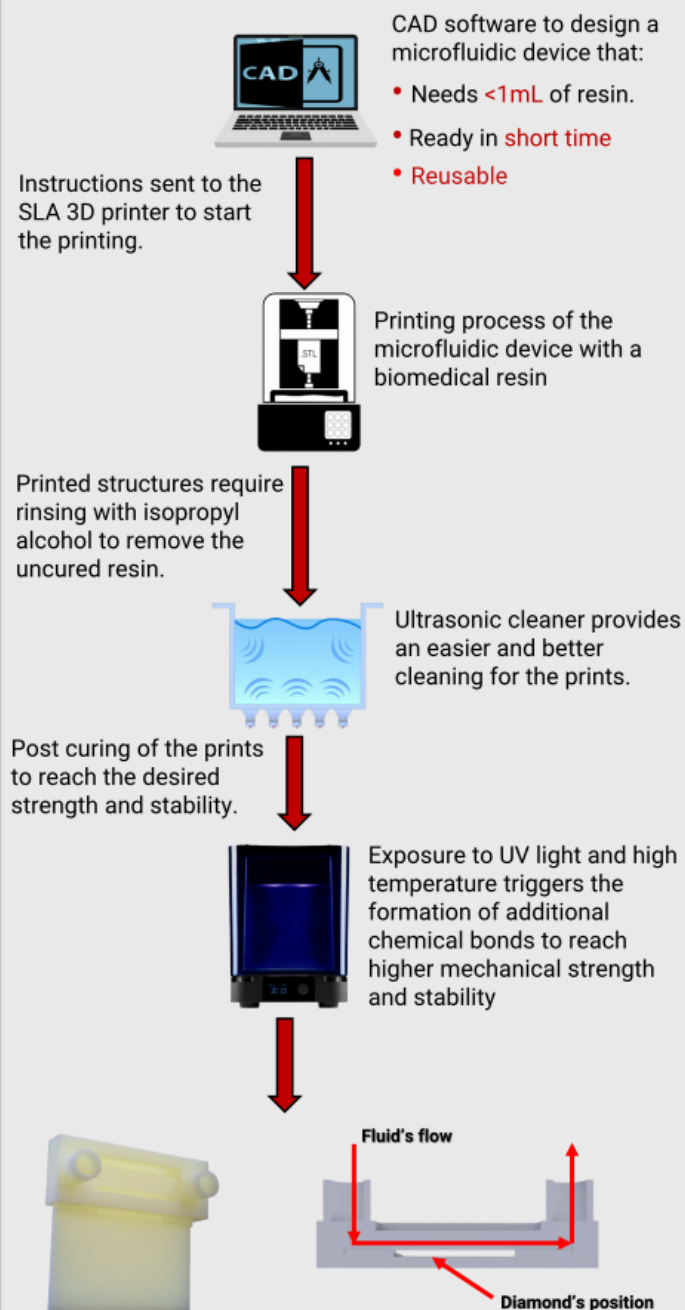 CAD software to design a
microfluidic device that:
CAD
• Needs <1mL of resin.
• Ready in short time
• Reusable
Instructions sent to the
SLA 3D printer to start
the printing.
Printing process of the
microfluidic device with a
biomedical resin
.STL
Printed structures require
rinsing with isopropyl
alcohol to remove the
uncured resin.
Ultrasonic cleaner provides
an easier and better
cleaning for the prints.
Post curing of the prints
to reach the desired
strength and stability.
Exposure to UV light and high
temperature triggers the
formation of additional
chemical bonds to reach
higher mechanical strength
and stability
Fluid's flow
Diamond's position